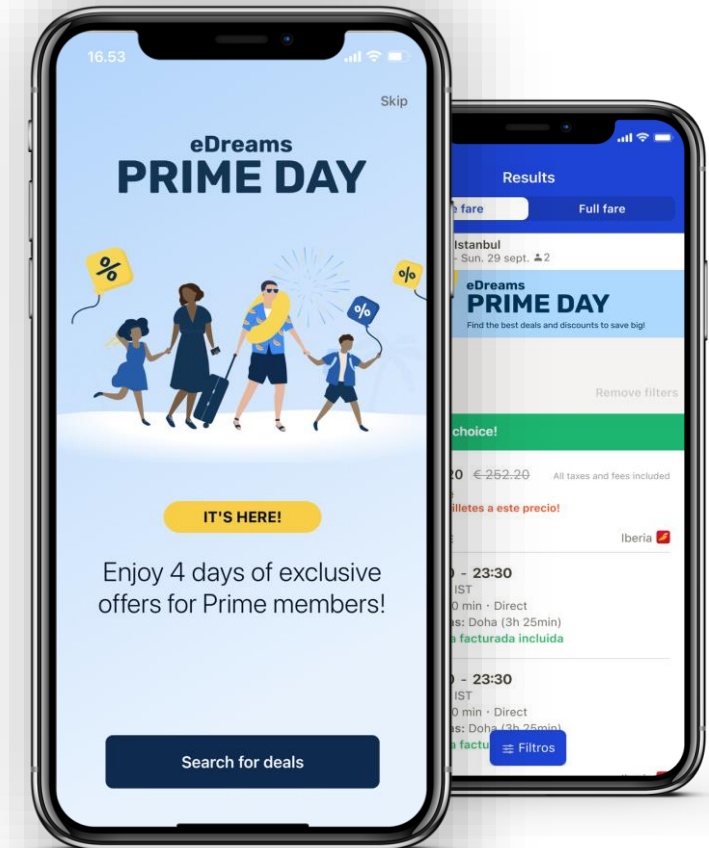 16.53
Skip
eDreams
PRIME DAY
%
%
%
IT'S HERE!
Enjoy 4 days of exclusive
offers for Prime members!
Search for deals
Results
fare
Full fare
Istanbul
- Sun. 29 sept. 2
eDreams
PRIME DAY
Find the best deals and discounts to save big!
Remove filters
choice!
€ 252.20 All taxes and fees included
a este precio!
Iberia
- 23:30
IST
0 min · Direct
Doha (3h 25min)
facturada incluida
- 23:30
IST
0 min · Direct
Doha (3h 25min)
Filtros